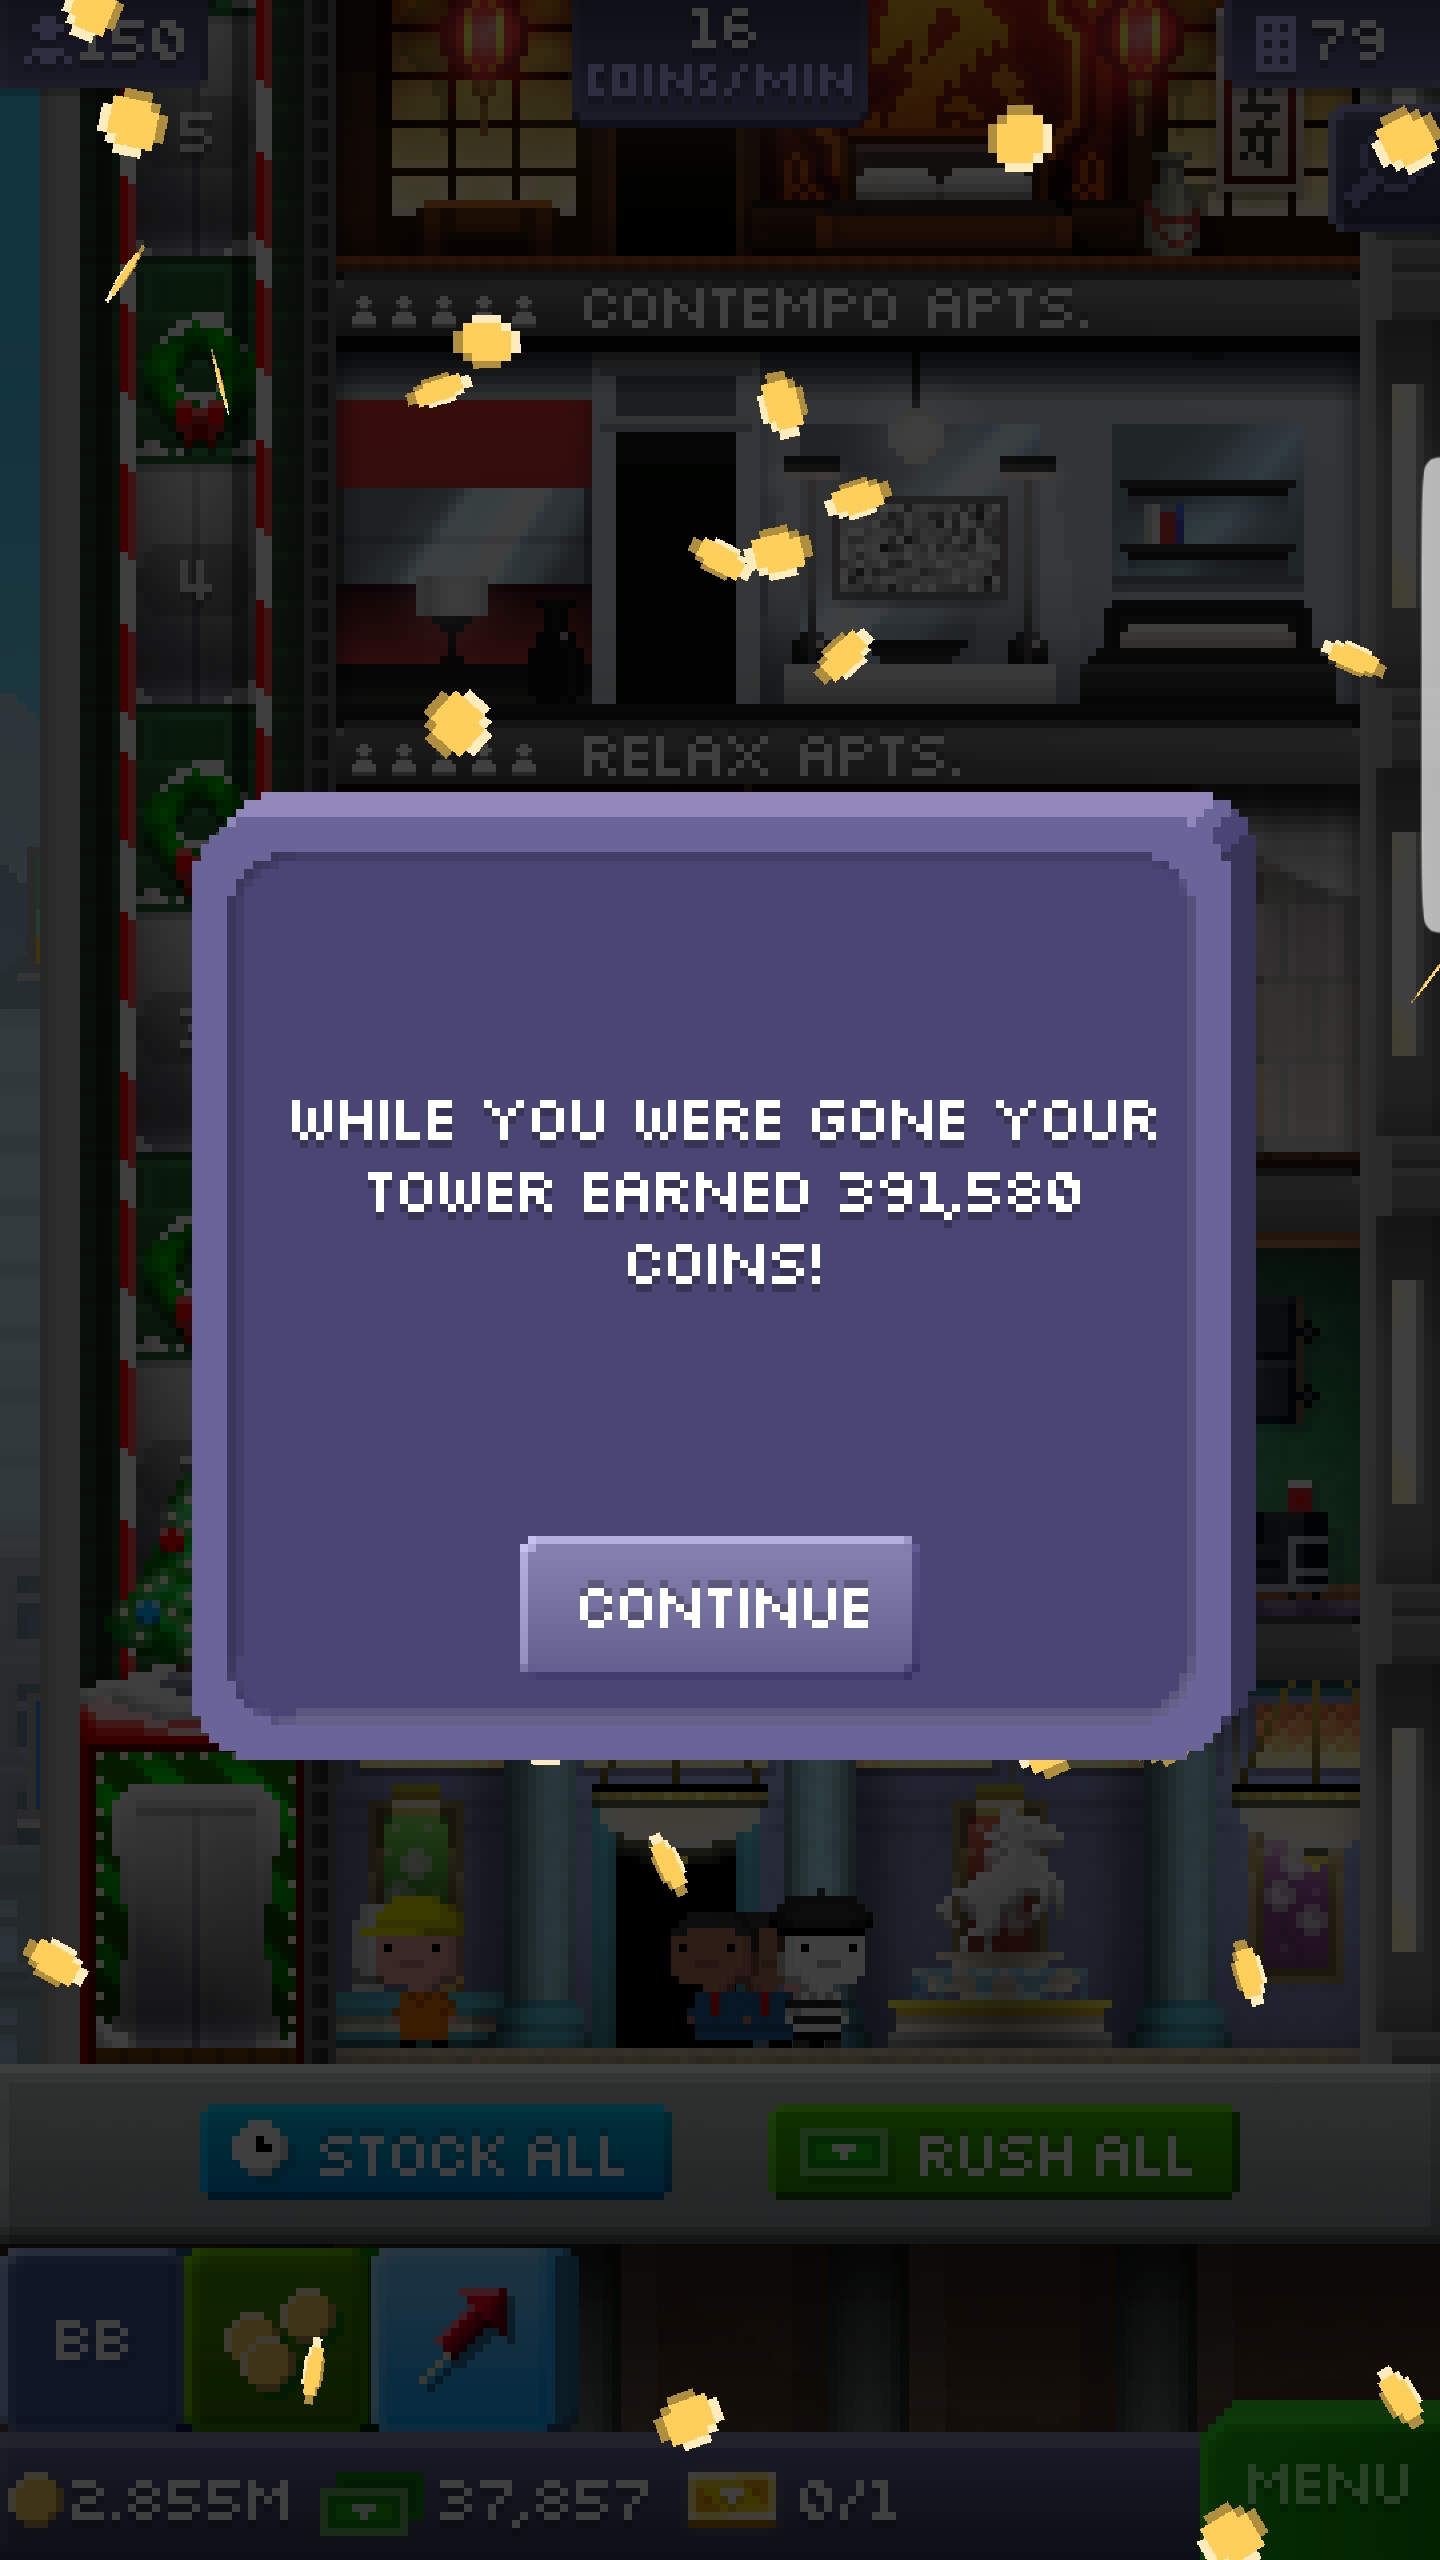 150
16
COINS/MIN
79
5
CONTEMPO APTS.
4
RELAX APTS.
WHILE YOU WERE GONE YOUR
TOWER EARNED 391,580
COINS!
CONTINUE
STOCK ALL
RUSH ALL
BB
2.855M
37,857
0/1
MENU